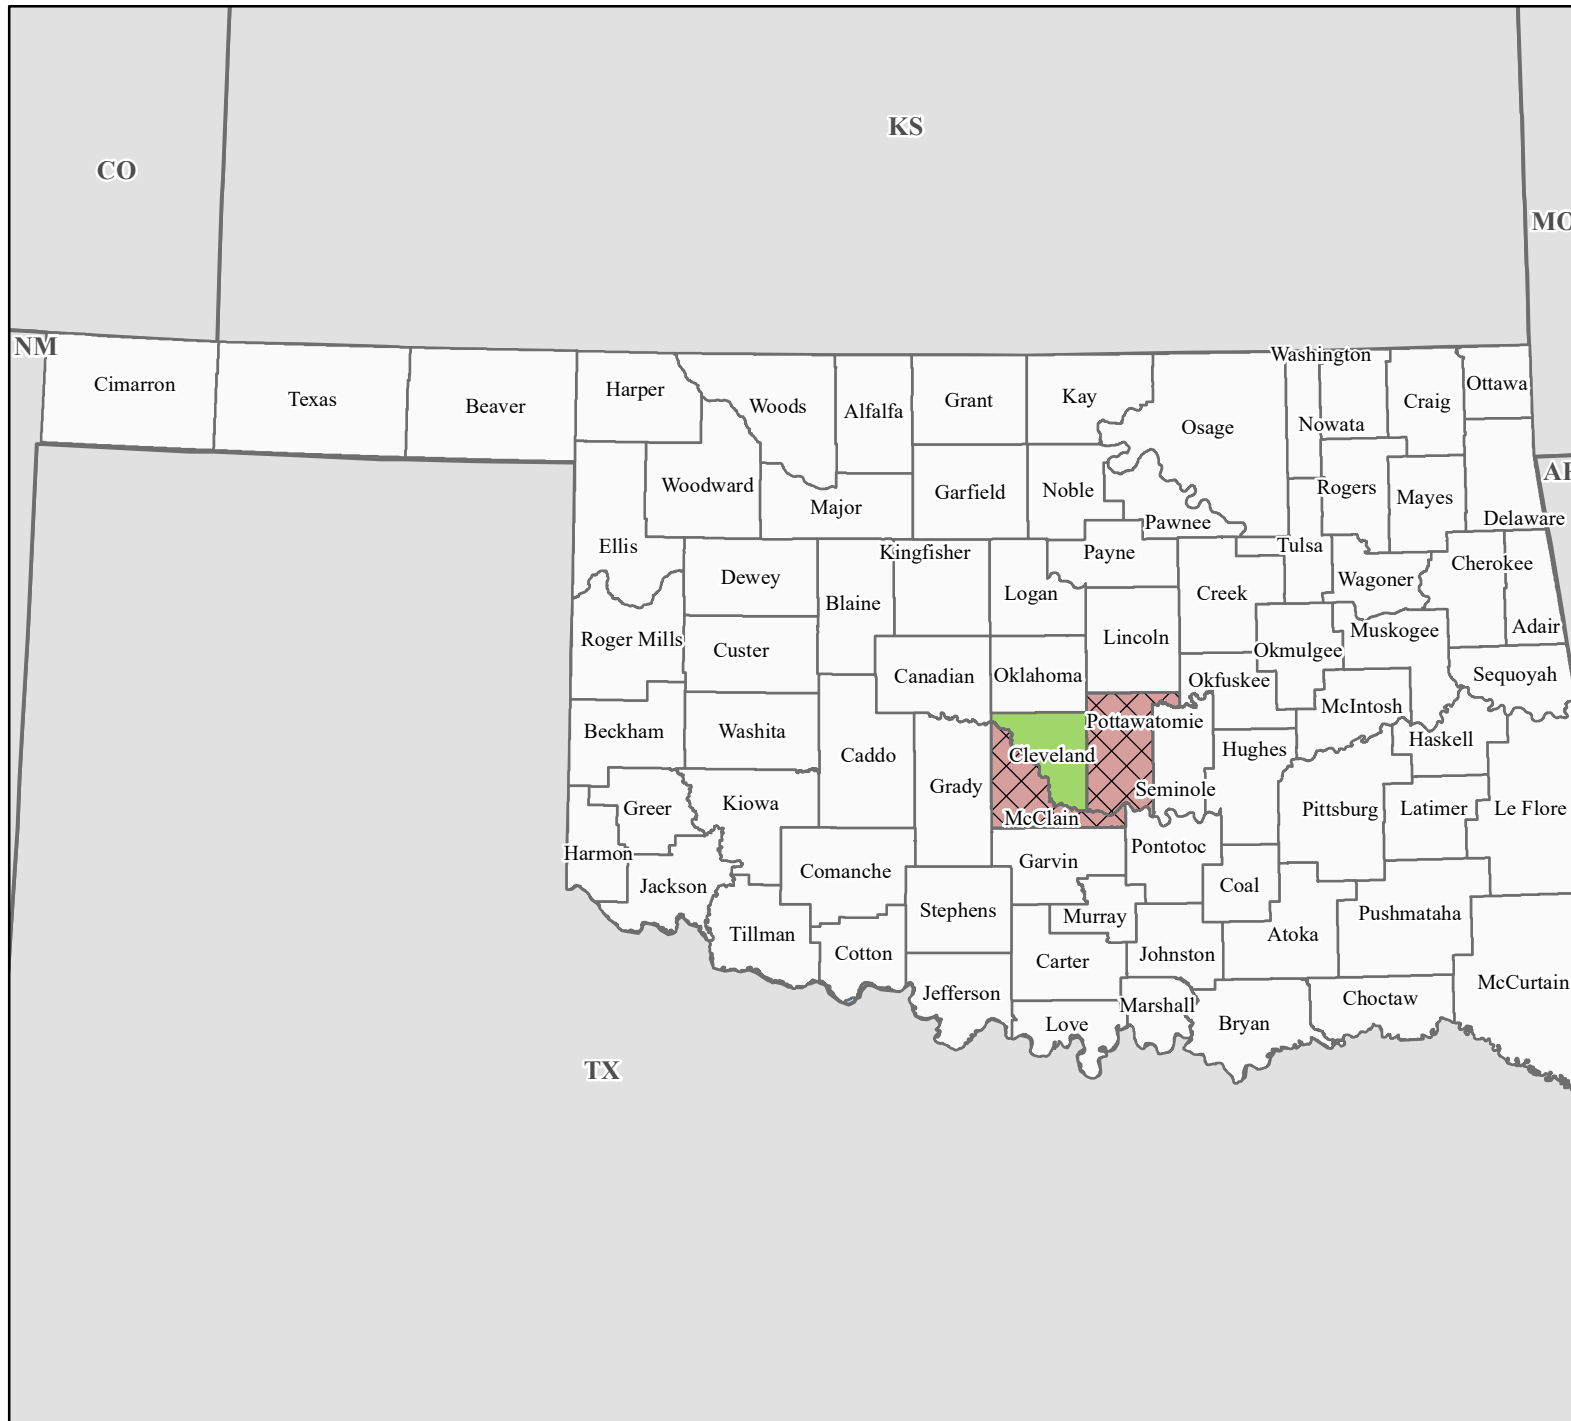 KS
CO
MO
NM
Washington
Cimarron
Texas
Beaver
Harper
Woods
Alfalfa
Grant
Kay
Osage
Nowata
Craig
Ottawa
Woodward
Major
Garfield
Noble
Pawnee
Rogers
Mayes
Delaware
Ellis
Dewey
Kingfisher
Blaine
Logan
Payne
Creek
Tulsa
Wagoner
Cherokee
Adair
Roger Mills
Custer
Canadian
Oklahoma
Lincoln
Okmulgee
Muskogee
Okfuskee
McIntosh
Sequoyah
Beckham
Washita
Caddo
Grady
Cleveland
Pottawatomie
Seminole
Hughes
Haskell
Greer
Kiowa
McClain
Pittsburg
Latimer
Le Flore
Harmon
Jackson
Comanche
Garvin
Pontotoc
Coal
Stephens
Murray
Pushmataha
Tillman
Cotton
Carter
Johnston
Atoka
Jefferson
Love
Marshall
Bryan
Choctaw
McCurtain
TX